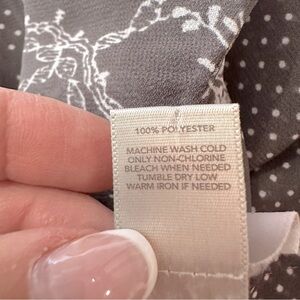 100% POLYESTER
MACHINE WASH COLD
ONLY NON-CHLORINE
BLEACH WHEN NEEDED
TUMBLE DRY LOW
WARM IRON IF NEEDED